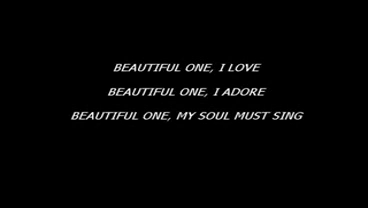 BEAUTIFUL ONE, I LOVE
BEAUTIFUL ONE, I ADORE
BEAUTIFUL ONE, MY SOUL MUST SING